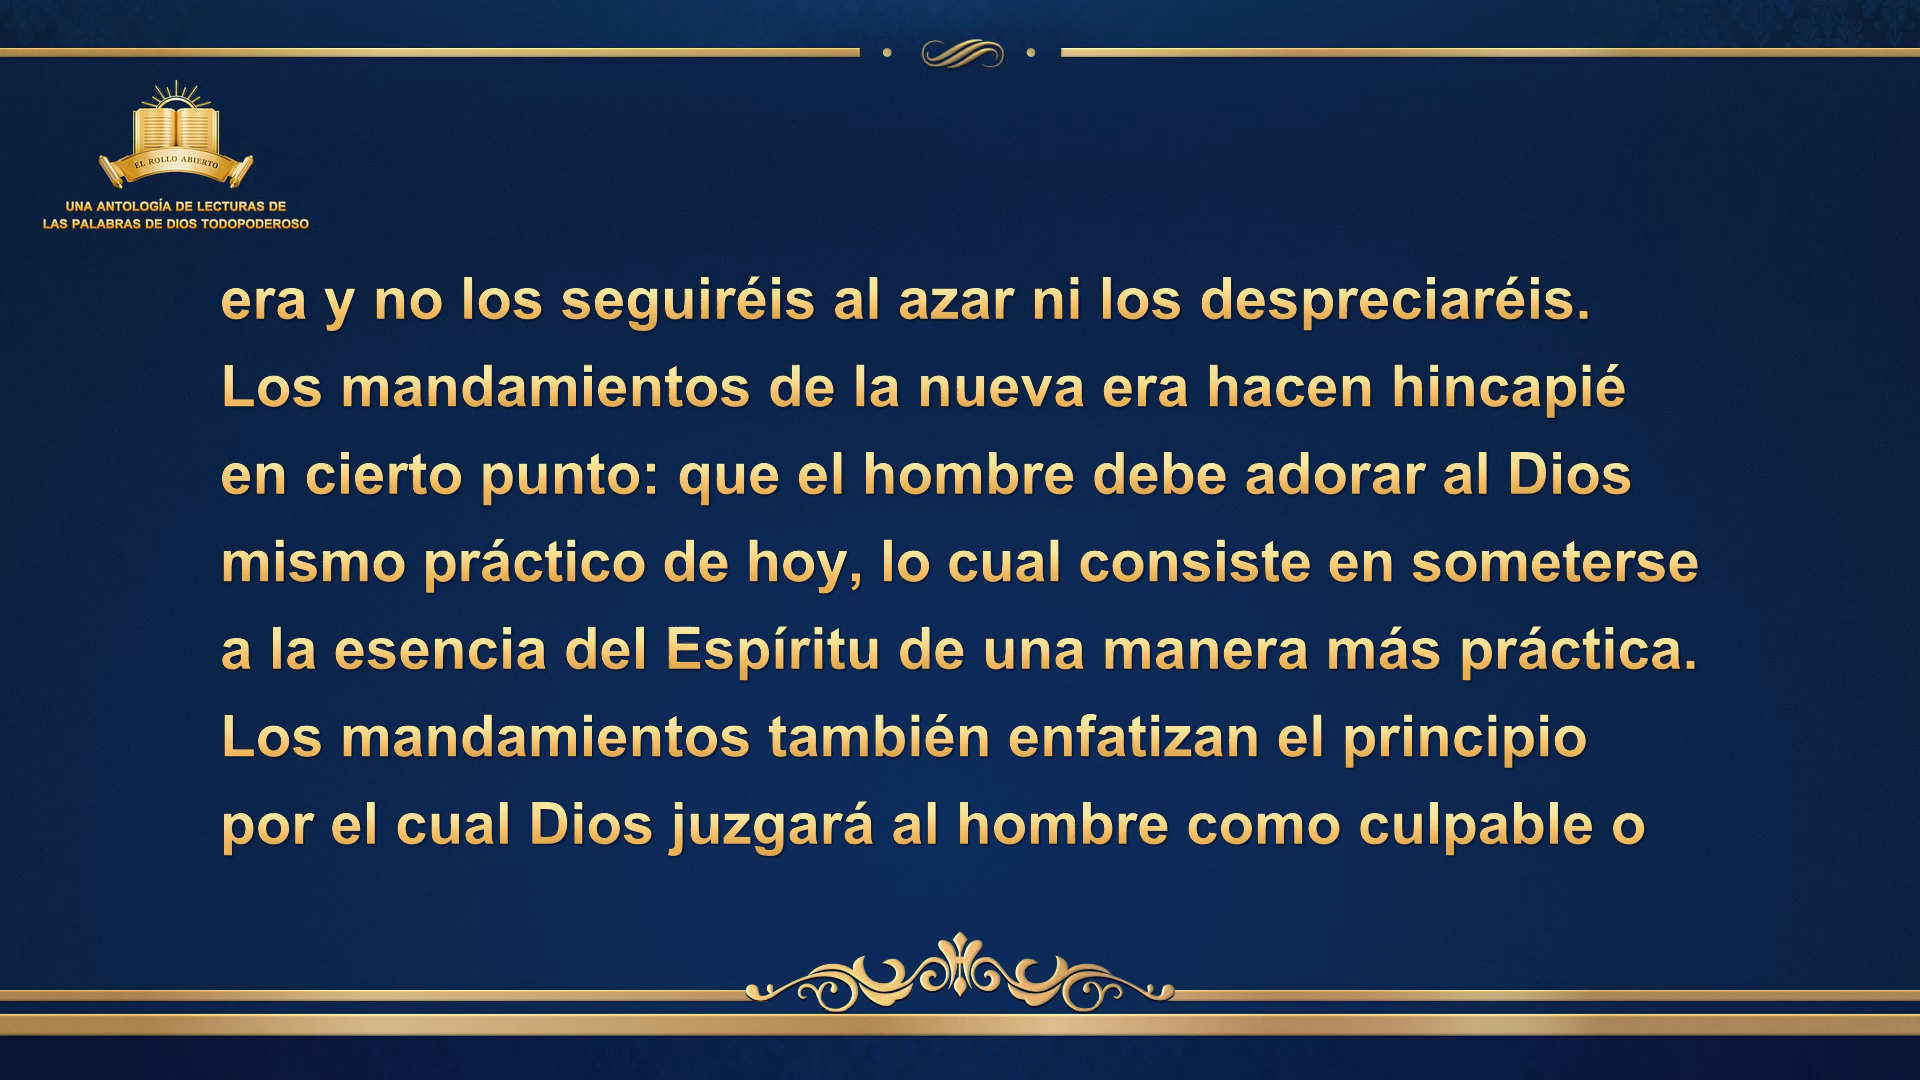 EL ROLLO ABIERTO
UNA ANTOLOGÍA DE LECTURAS DE
LAS PALABRAS DE DIOS TODOPODEROSO
era y no los seguiréis al azar ni los despreciaréis.
Los mandamientos de la nueva era hacen hincapié
en cierto punto: que el hombre debe adorar al Dios
mismo práctico de hoy, lo cual consiste en someterse
a la esencia del Espíritu de una manera más práctica.
Los mandamientos también enfatizan el principio
por el cual Dios juzgará al hombre como culpable o